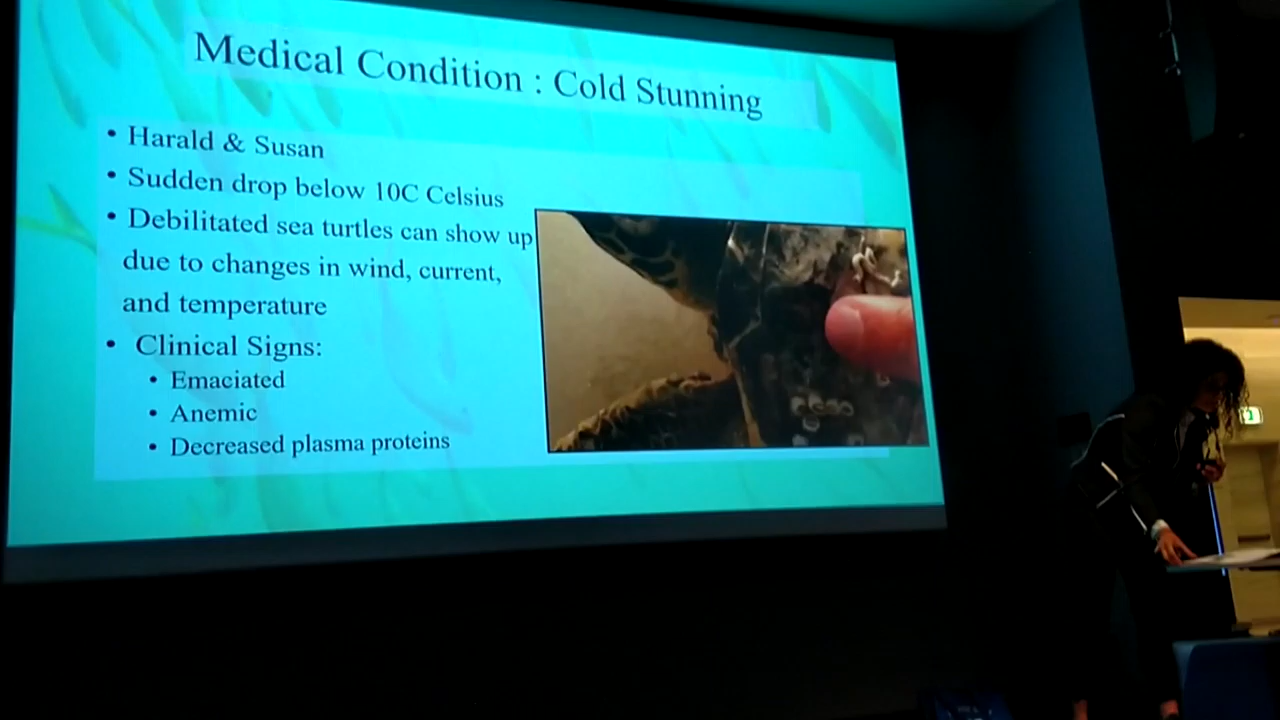 Medical Condition : Cold Stunning
• Harald & Susan
• Sudden drop below 10C Celsius
• Debilitated sea turtles can show up
due to changes in wind, current,
and temperature
• Clinical Signs:
• Emaciated
• Anemic
• Decreased plasma proteins